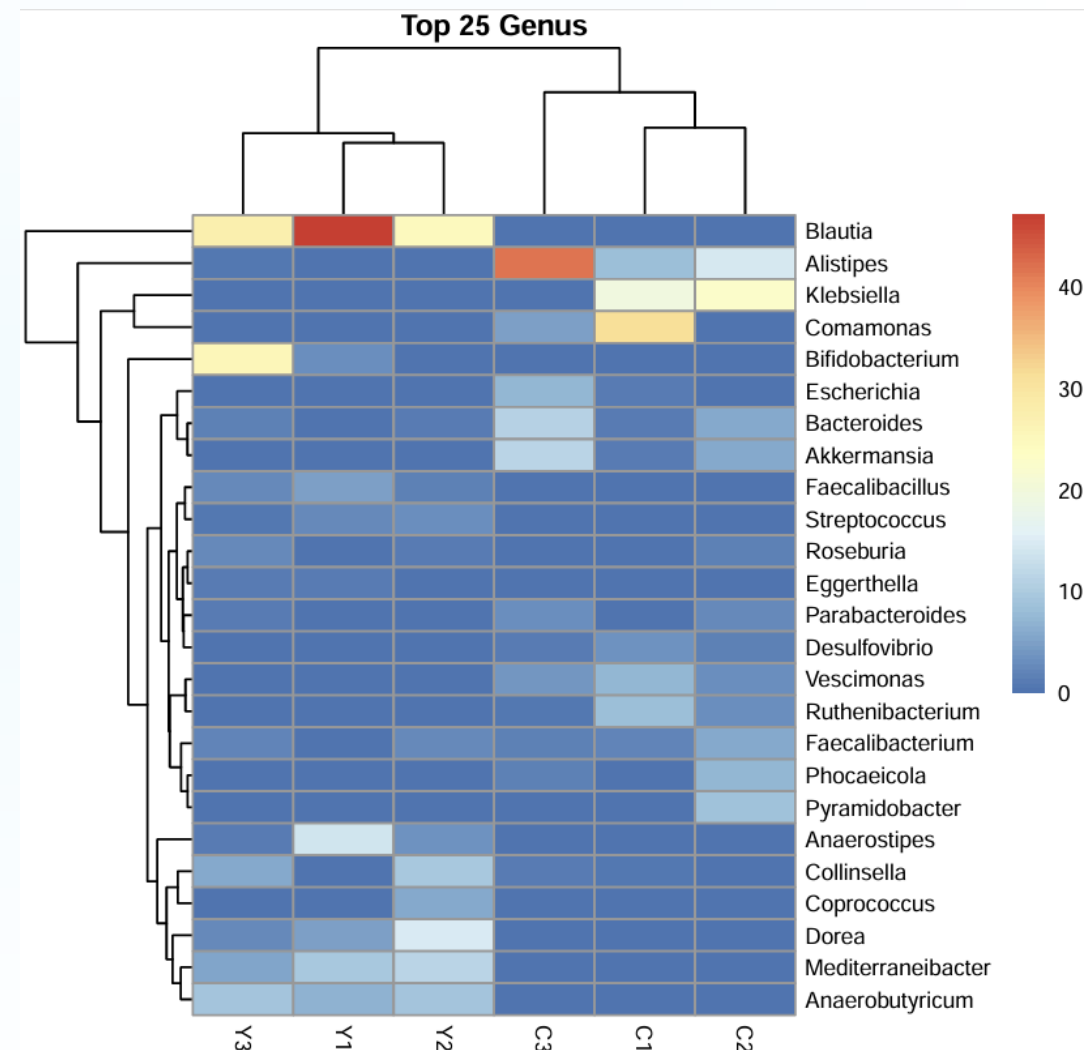 Top 25 Genus
Blautia
Alistipes
Klebsiella
Comamonas
Bifidobacterium
Escherichia
Bacteroides
Akkermansia
Faecalibacillus
Streptococcus
Roseburia
Eggerthella
Parabacteroides
Desulfovibrio
Vescimonas
Ruthenibacterium
Faecalibacterium
Phocaeicola
Pyramidobacter
Anaerostipes
Collinsella
Coprococcus
Dorea
Mediterraneibacter
Anaerobutyricum
40
30
20
10
0
Y3
Y1
Y2
C3
C1
C2